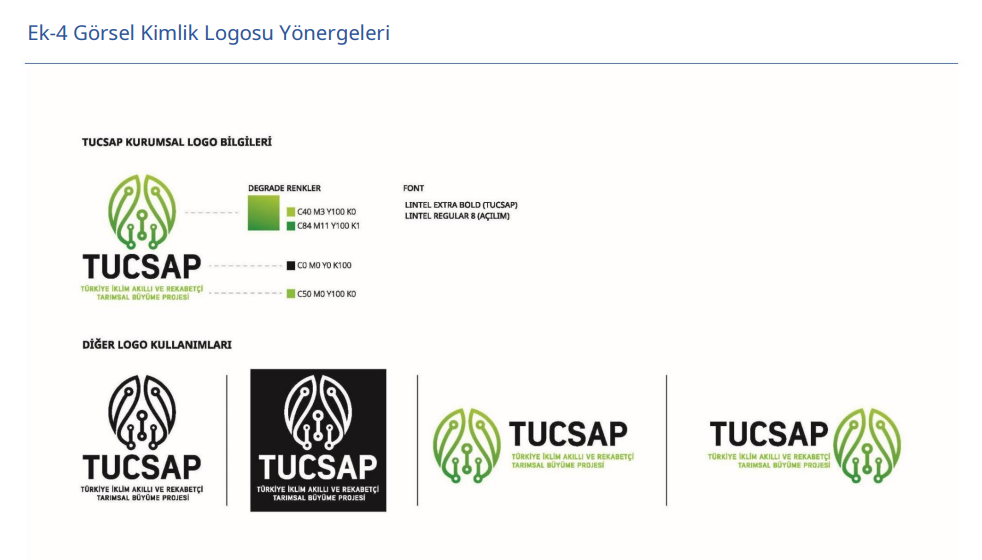 Ek-4 Görsel Kimlik Logosu Yönergeleri
TUCSAP KURUMSAL LOGO BİLGİLERİ
DEGRADE RENKLER
C40 M3 Y100 K0
C84 M11 Y100 K1
FONT
LINTEL EXTRA BOLD (TUCSAP)
LINTEL REGULAR 8 (AÇILIM)
TUCSAP
C0 M0 Y0 K100
TÜRKİYE İKLİM AKILLI VE REKABETÇİ
TARIMSAL BÜYÜME PROJESİ
C50 M0 Y100 K0
DİĞER LOGO KULLANIMLARI
TUCSAP
TÜRKİYE İKLİM AKILLI VE REKABETÇİ
TARIMSAL BÜYÜME PROJESİ
TUCSAP
TÜRKİYE İKLİM AKILLI VE REKABETÇİ
TARIMSAL BÜYÜME PROJESİ
TUCSAP
TÜRKİYE İKLİM AKILLI VE REKABETÇİ
TARIMSAL BÜYÜME PROJESİ
TUCSAP
TÜRKİYE İKLİM AKILLI VE REKABETÇİ
TARIMSAL BÜYÜME PROJESİ